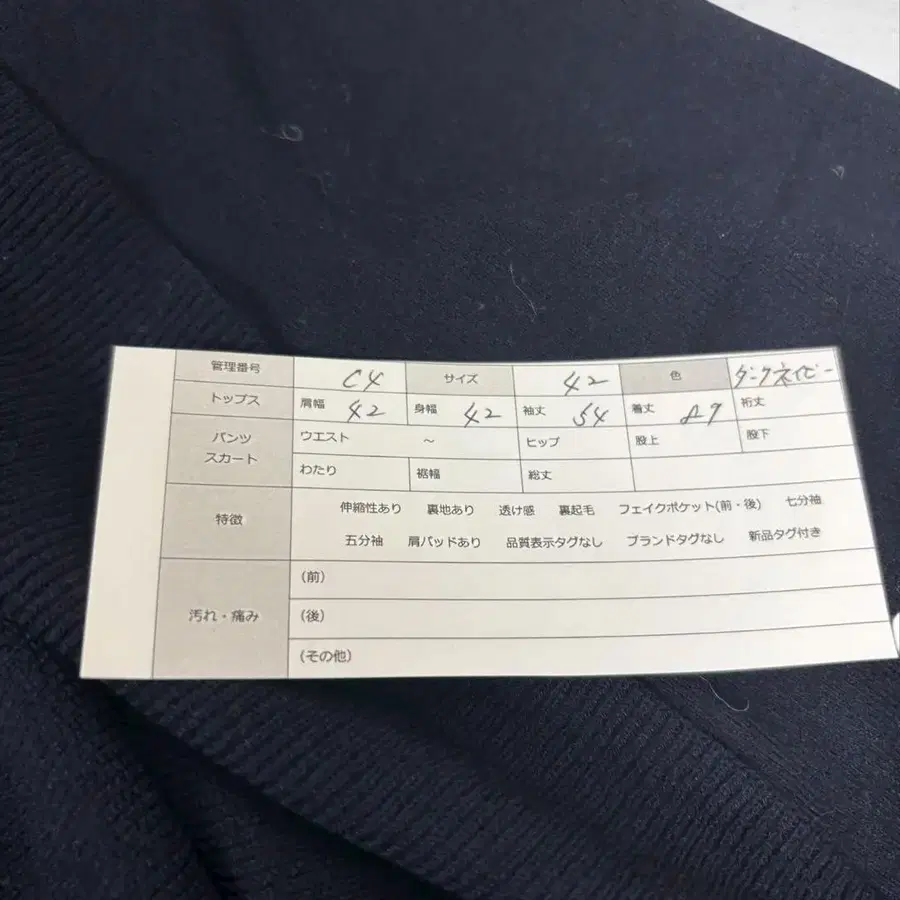 管理番号 C4 サイズ 42 色 ダークネイビー
トップス 肩幅 42 身幅 42 袖丈 54 着丈 裄丈
パンツ スカート ウエスト ～ ヒップ 股上 股下
わたり 裾幅 総丈
特徴 伸縮性あり 裏地あり 透け感 裏起毛 フェイクポケット(前・後) 七分袖
五分袖 肩パッドあり 品質表示タグなし ブランドタグなし 新品タグ付き
汚れ・痛み (前)
(後)
(その他)